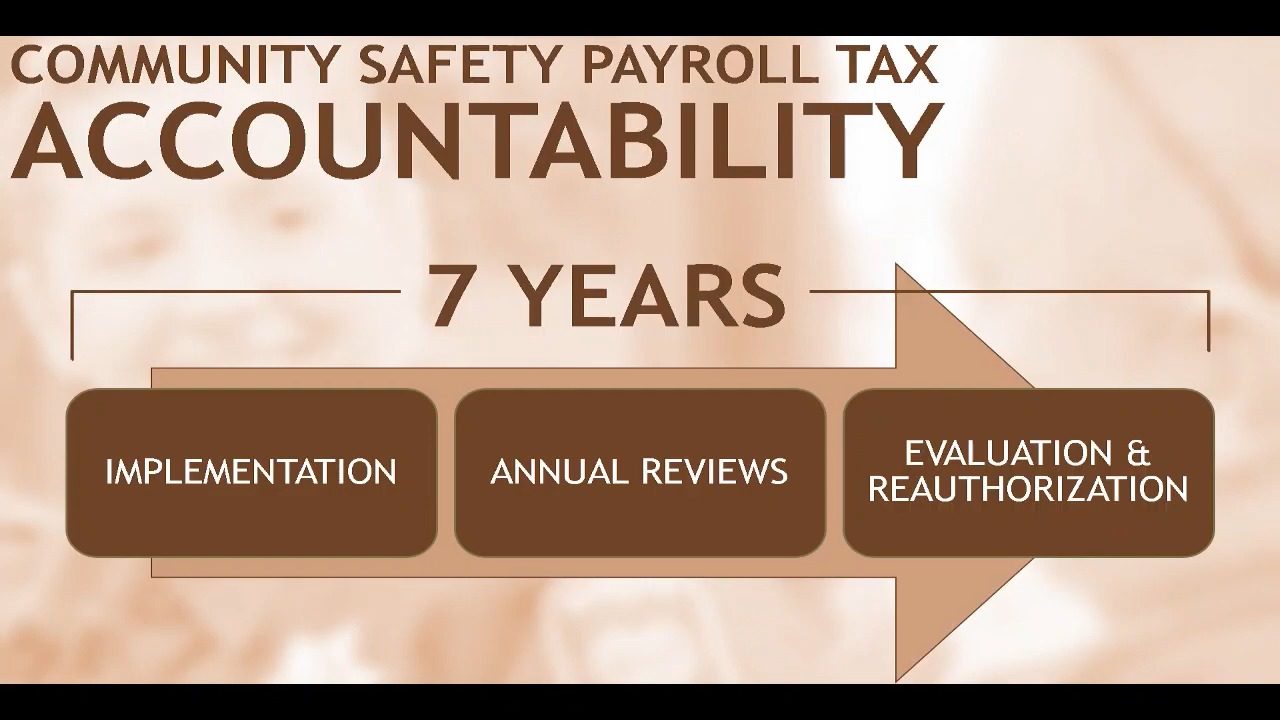 COMMUNITY SAFETY PAYROLL TAX
ACCOUNTABILITY
7 YEARS
IMPLEMENTATION
ANNUAL REVIEWS
EVALUATION &
REAUTHORIZATION